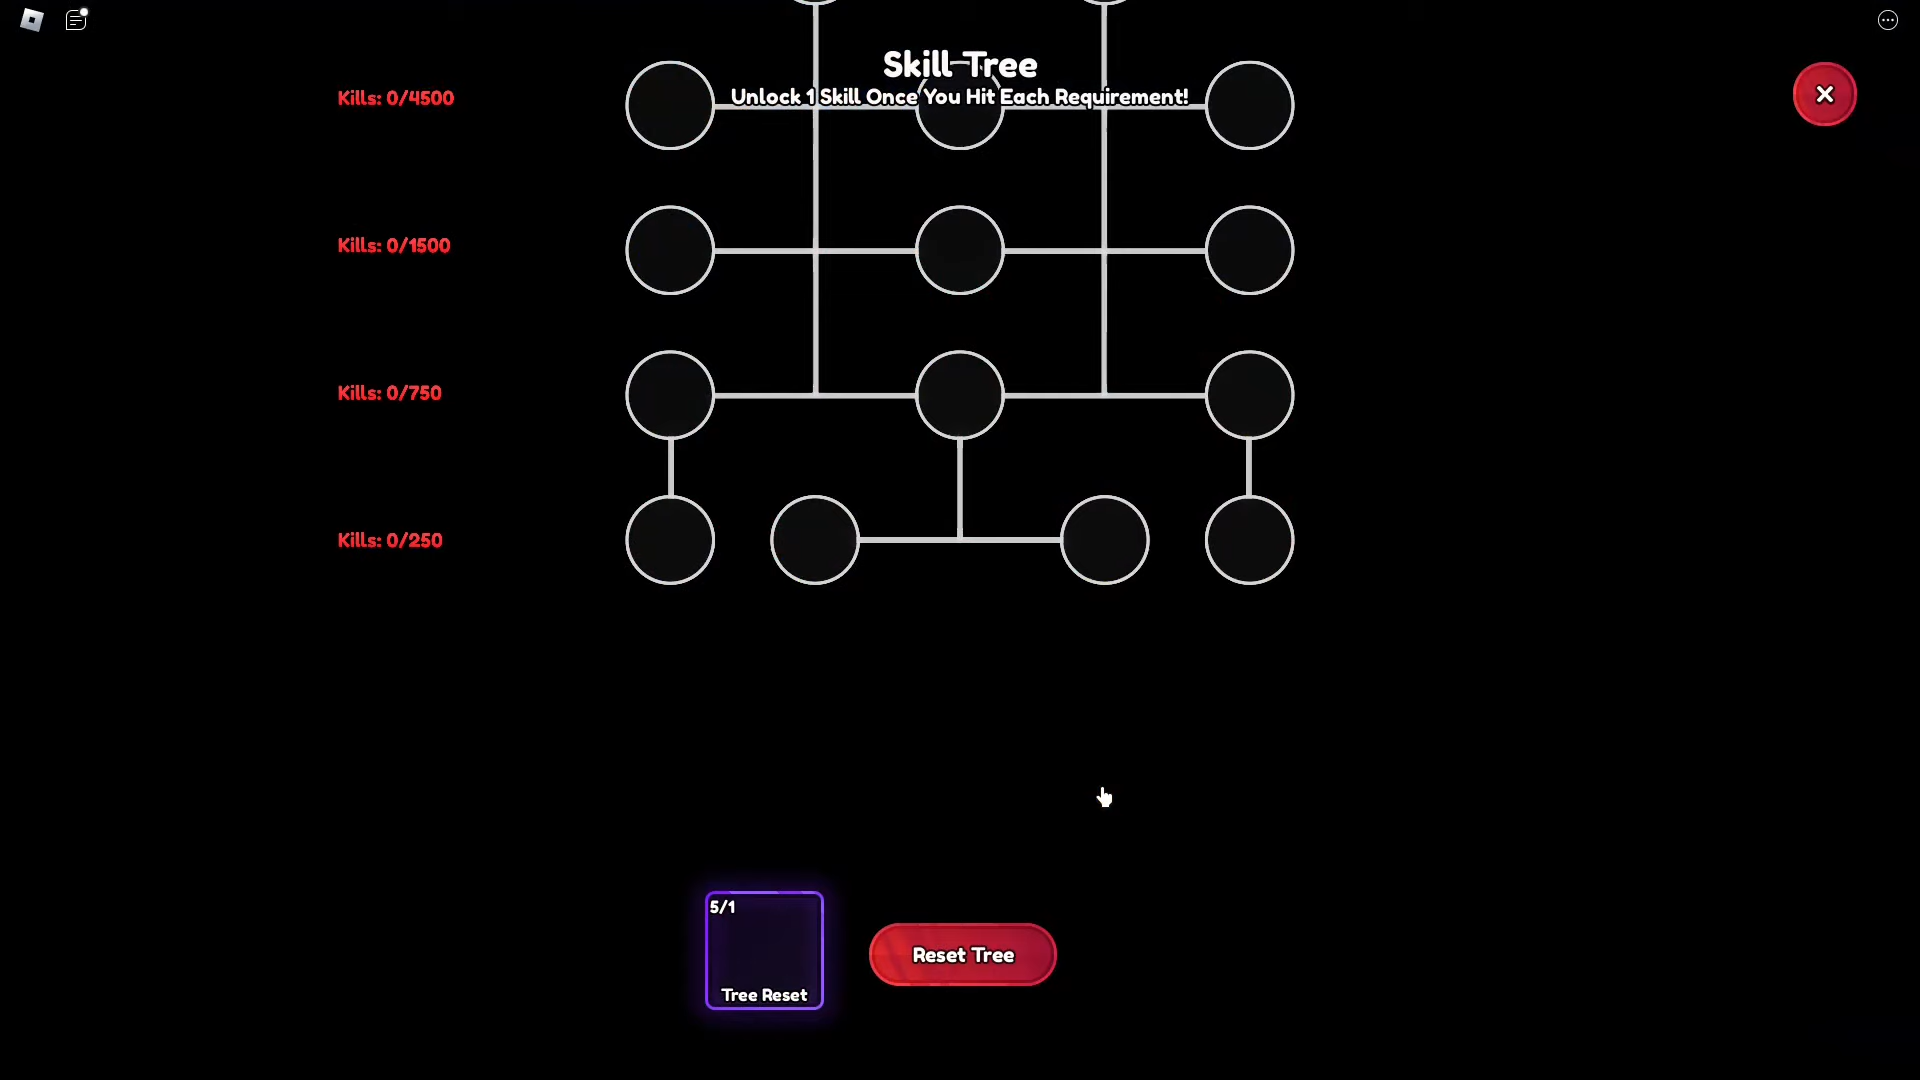 Skill Tree
Unlock 1 Skill Once You Hit Each Requirement!
Kills: 0/4500
Kills: 0/1500
Kills: 0/750
Kills: 0/250
5/1
Tree Reset
Reset Tree